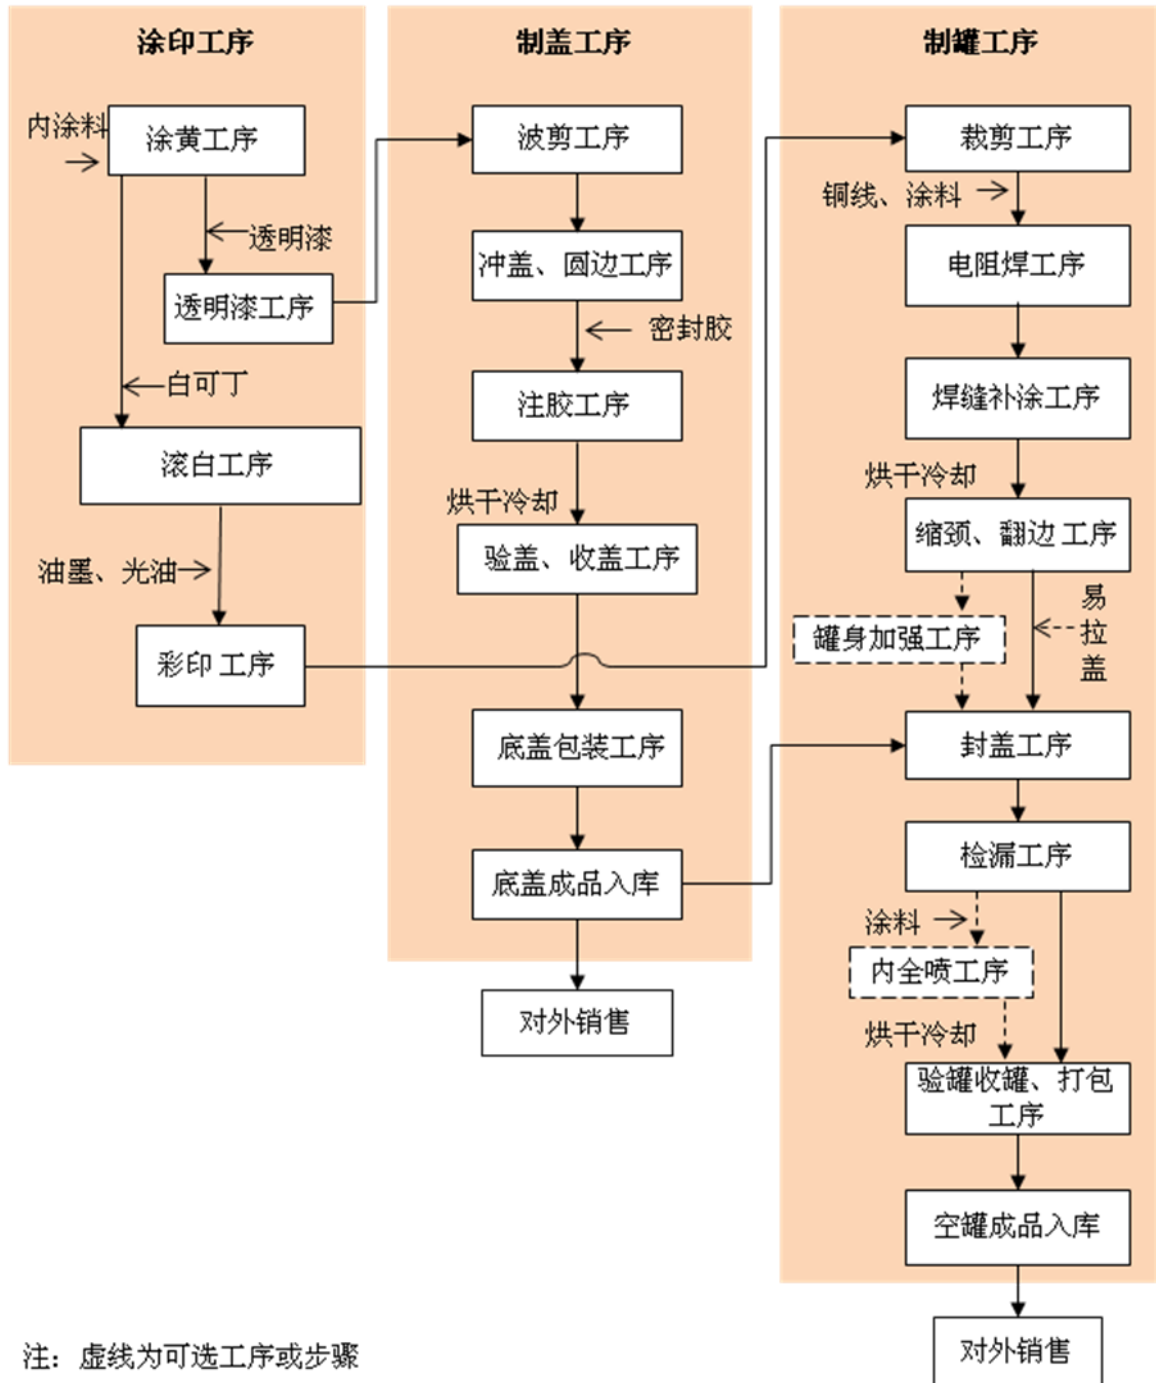 涂印工序
内涂料
涂黄工序
透明漆
透明漆工序
白可丁
滚白工序
油墨、光油
彩印工序
制盖工序
波剪工序
冲盖、圆边工序
密封胶
注胶工序
烘干冷却
验盖、收盖工序
底盖包装工序
底盖成品入库
对外销售
制罐工序
裁剪工序
铜线、涂料
电阻焊工序
焊缝补涂工序
烘干冷却
缩颈、翻边工序
易
拉
盖
罐身加强工序
封盖工序
检漏工序
涂料
内全喷工序
烘干冷却
验罐收罐、打包
工序
空罐成品入库
对外销售
注：虚线为可选工序或步骤